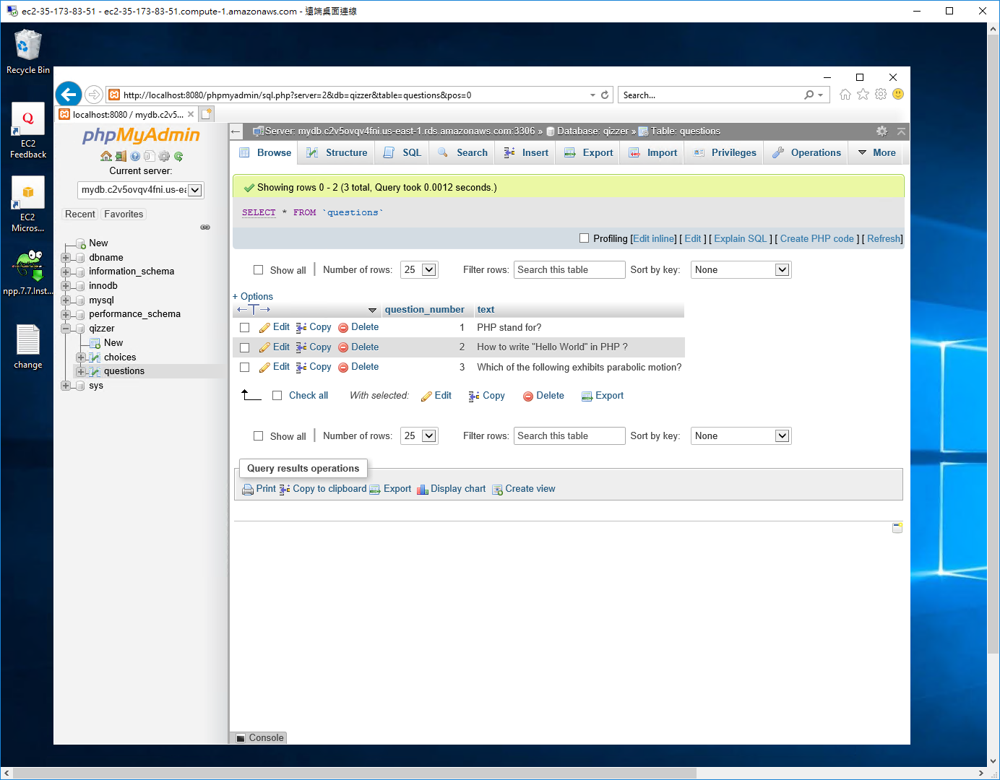 ec2-35-173-83-51 - ec2-35-173-83-51.compute-1.amazonaws.com - 遠端桌面連線
Recycle Bin
EC2
Feedback
EC2
Micros...
npp.7.7.Inst...
change
http://localhost:8080/phpmyadmin/sql.php?server=2&db=qizzer&table=questions&pos=0
Search...
localhost:8080 / mydb.c2v5...
phpMyAdmin
Current server:
mydb.c2v5ovqv4fni.us-ea
Recent Favorites
New
dbname
information_schema
innodb
mysql
performance_schema
qizzer
New
choices
questions
sys
Server: mydb.c2v5ovqv4fni.us-east-1.rds.amazonaws.com:3306 » Database: qizzer » Table: questions
Browse Structure SQL Search Insert Export Import Privileges Operations More
Showing rows 0 - 2 (3 total, Query took 0.0012 seconds.)
SELECT * FROM `questions`
Profiling [Edit inline] [ Edit ] [ Explain SQL ] [ Create PHP code ] [ Refresh]
Show all Number of rows: 25 Filter rows: Search this table Sort by key: None
+ Options
question_number text
Edit Copy Delete 1 PHP stand for?
Edit Copy Delete 2 How to write "Hello World" in PHP ?
Edit Copy Delete 3 Which of the following exhibits parabolic motion?
Check all With selected: Edit Copy Delete Export
Show all Number of rows: 25 Filter rows: Search this table Sort by key: None
Query results operations
Print Copy to clipboard Export Display chart Create view
Console